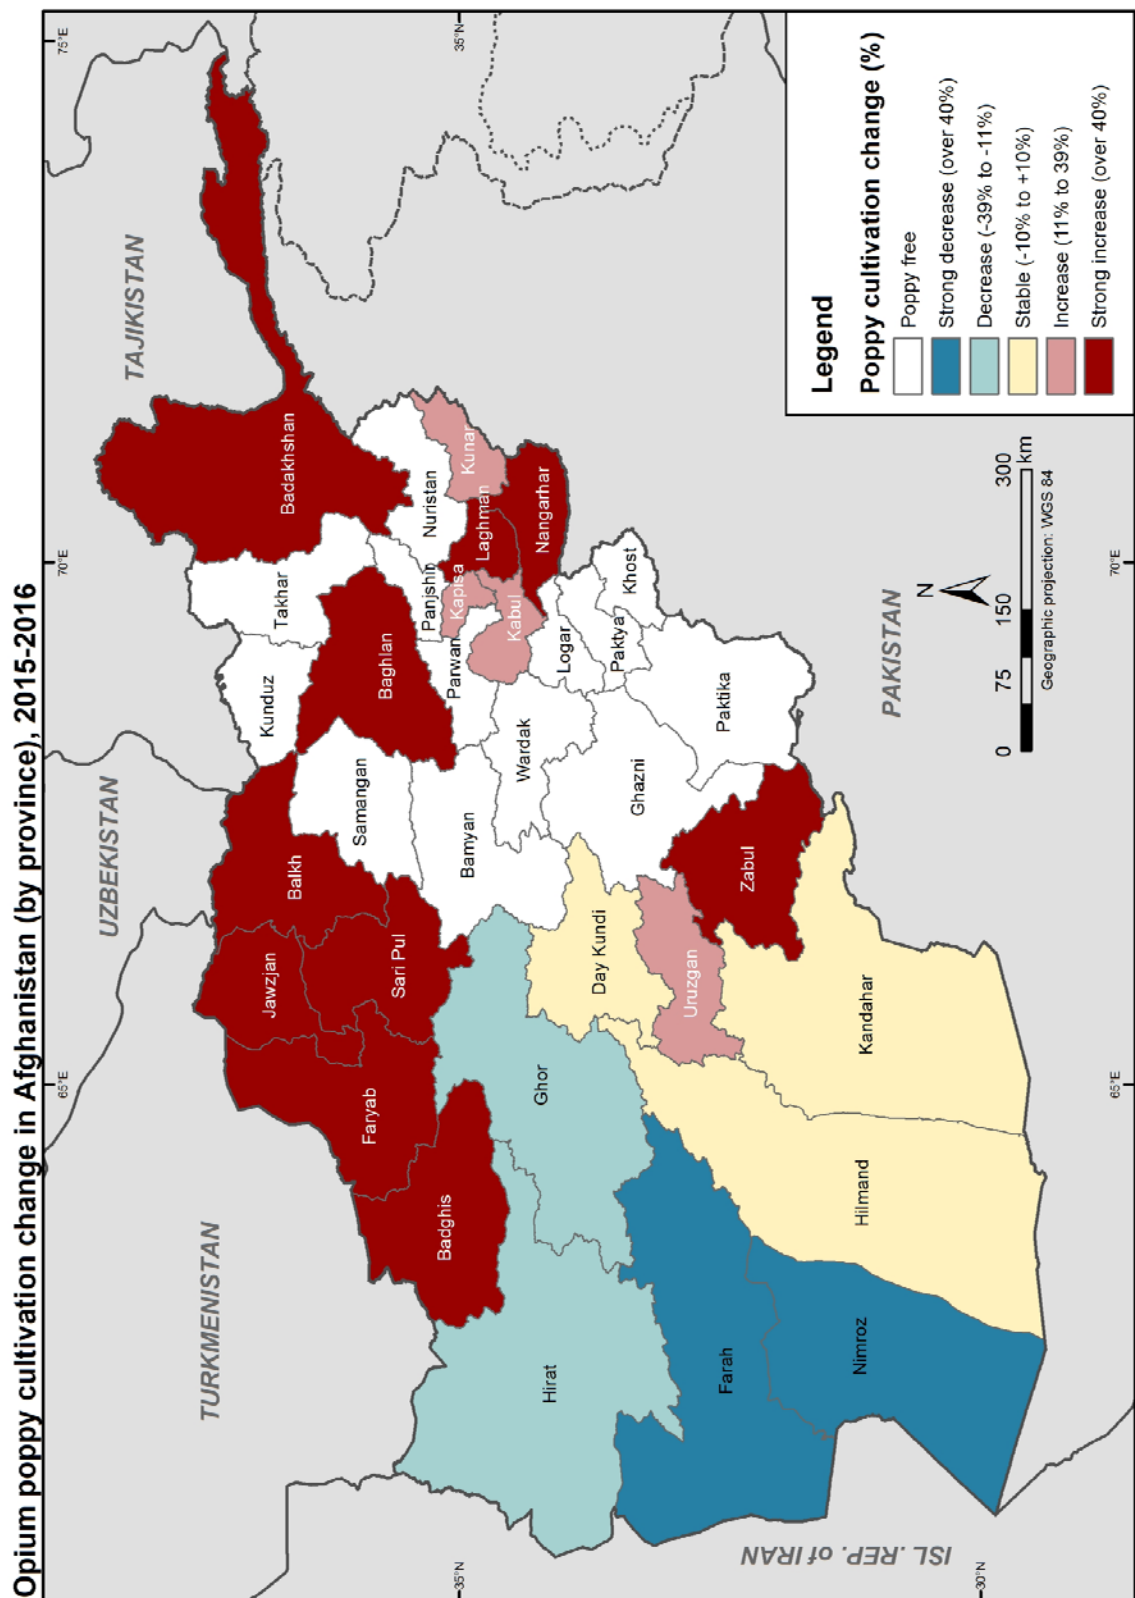 Opium poppy cultivation change in Afghanistan (by province), 2015-2016
65°E
70°E
75°E
UZBEKISTAN
TAJIKISTAN
TURKMENISTAN
Badakhshan
Takhar
Kunduz
Jawzjan
Balkh
Faryab
Sari Pul
Samangan
Baghlan
35°N
35°N
Badghis
Bamyan
Parwan
Panjshir
Nuristan
Kapisa
Kunar
Laghman
Kabul
Nangarhar
Hirat
Ghor
Wardak
Logar
Day Kundi
Ghazni
Paktya
Khost
Uruzgan
Farah
Zabul
Paktika
Nimroz
Hilmand
Kandahar
PAKISTAN
ISL. REP. of IRAN
30°N
65°E
70°E
N
0 75 150 300
km
Geographic projection: WGS 84
Legend
Poppy cultivation change (%)
Poppy free
Strong decrease (over 40%)
Decrease (-39% to -11%)
Stable (-10% to +10%)
Increase (11% to 39%)
Strong increase (over 40%)